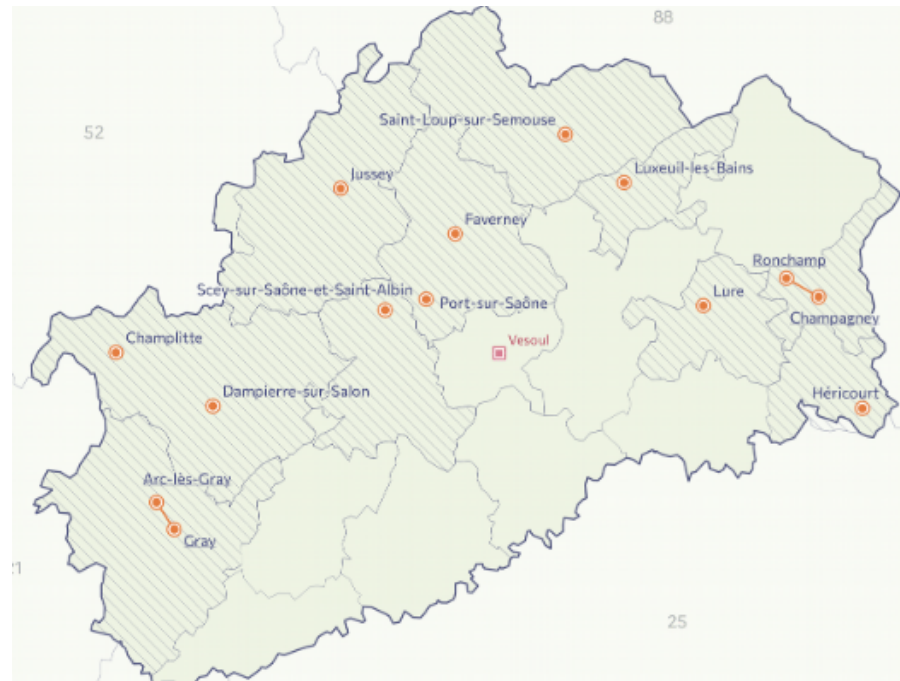 88
52
Saint-Loup-sur-Semouse
Jussey
Luxeuil-les-Bains
Faverney
Ronchamp
Scey-sur-Saône-et-Saint-Albin
Port-sur-Saône
Lure
Champagney
Champlitte
Vesoul
Dampierre-sur-Salon
Héricourt
Arc-lès-Gray
Gray
25